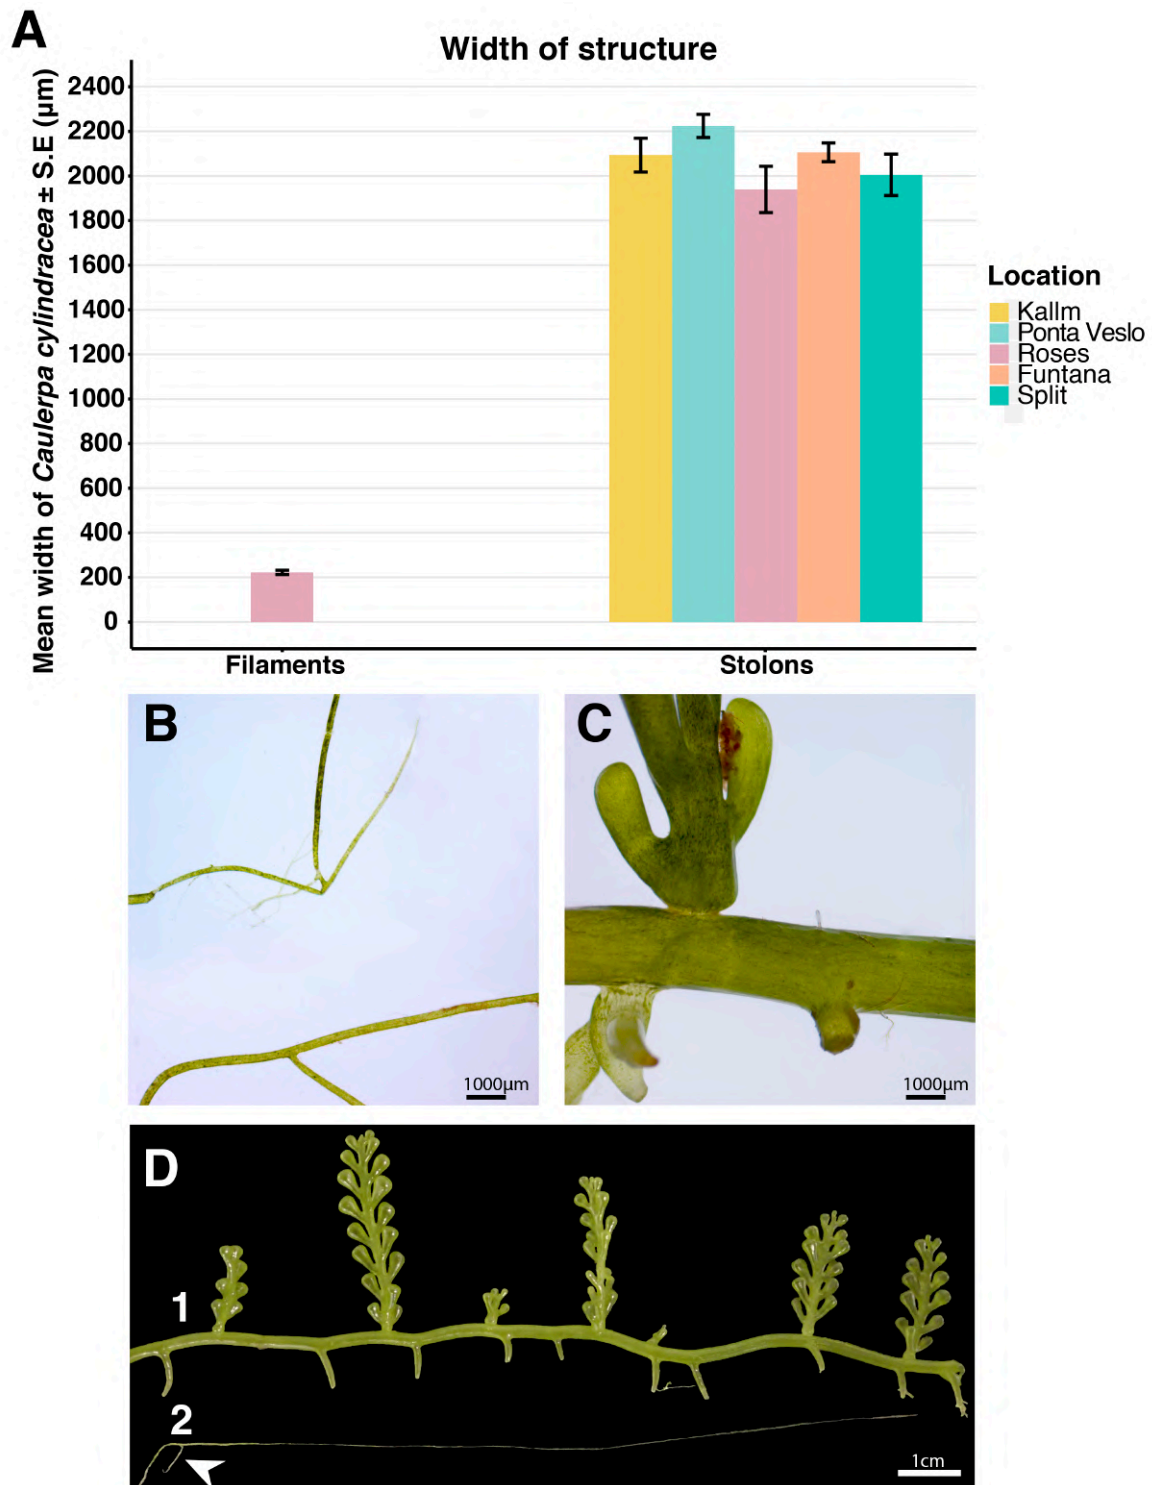 A
Width of structure
Mean width of Caulerpa cylindracea ± S.E (µm)
2400
2200
2000
1800
1600
1400
1200
1000
800
600
400
200
0
Filaments
Stolons
Location
Kallm
Ponta Veslo
Roses
Funtana
Split
B
1000µm
C
1000µm
D
1
2
1cm